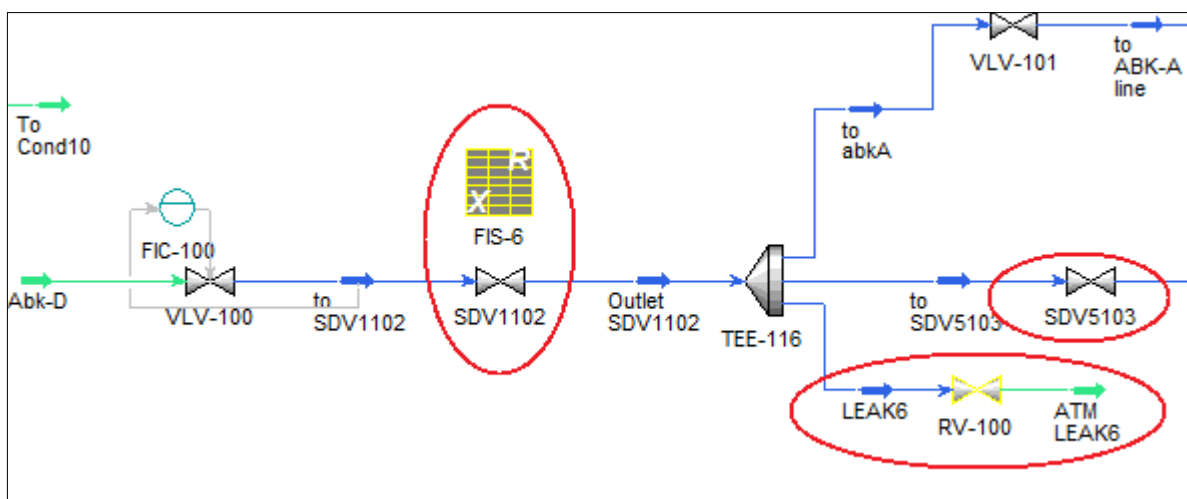 VLV-101
to
ABK-A
line
To
Cond10
to
abkA
R
X
FIS-6
FIC-100
Abk-D
VLV-100
to
SDV1102
SDV1102
Outlet
SDV1102
TEE-116
to
SDV5103
SDV5103
LEAK6
RV-100
ATM
LEAK6